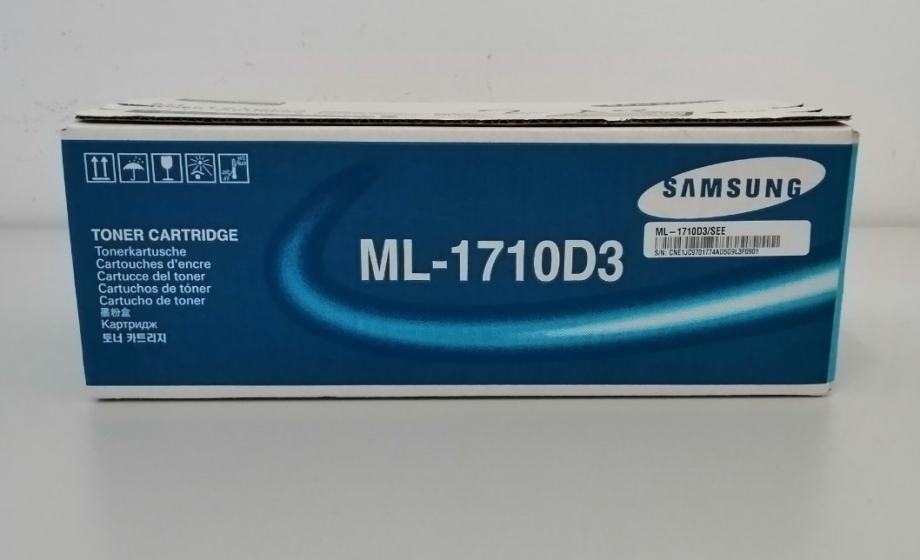 SAMSUNG
ML-1710D3/SEE
TONER CARTRIDGE
Tonerkartusche
Cartouches d'encre
Cartucce del toner
Cartuchos de tóner
Cartucho de toner
墨粉盒
Картридж
토너 카트리지
ML-1710D3